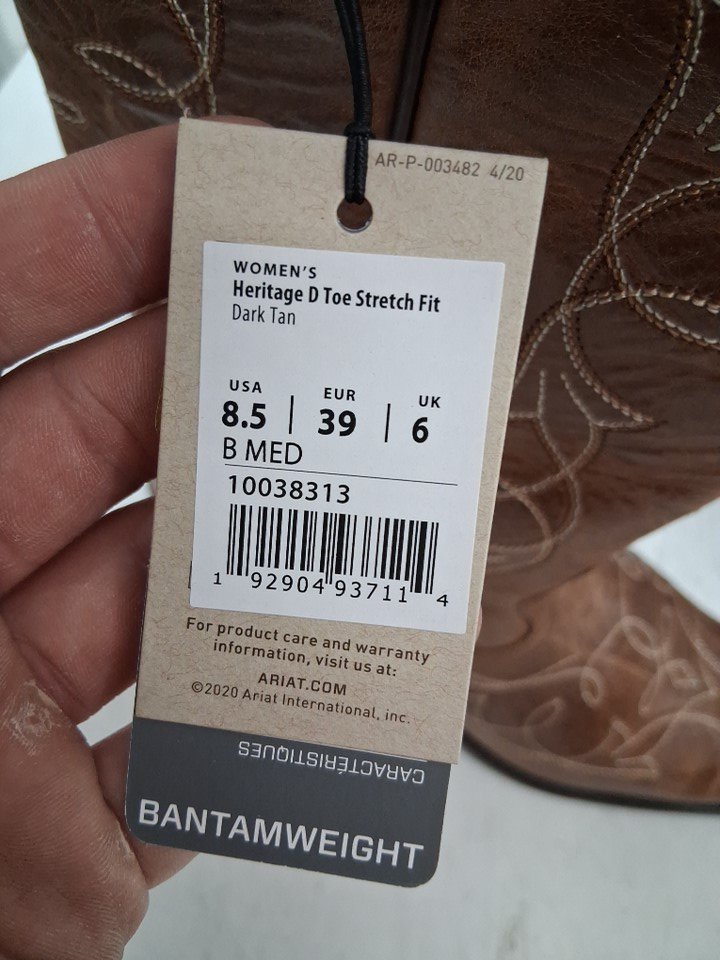 AR-P-003482 4/20
WOMEN'S
Heritage D Toe Stretch Fit
Dark Tan
USA | EUR | UK
8.5 | 39 | 6
B MED
10038313
1 92904 93711 4
For product care and warranty
information, visit us at:
ARIAT.COM
©2020 Ariat International, inc.
CARACTÉRISTIQUES
BANTAMWEIGHT